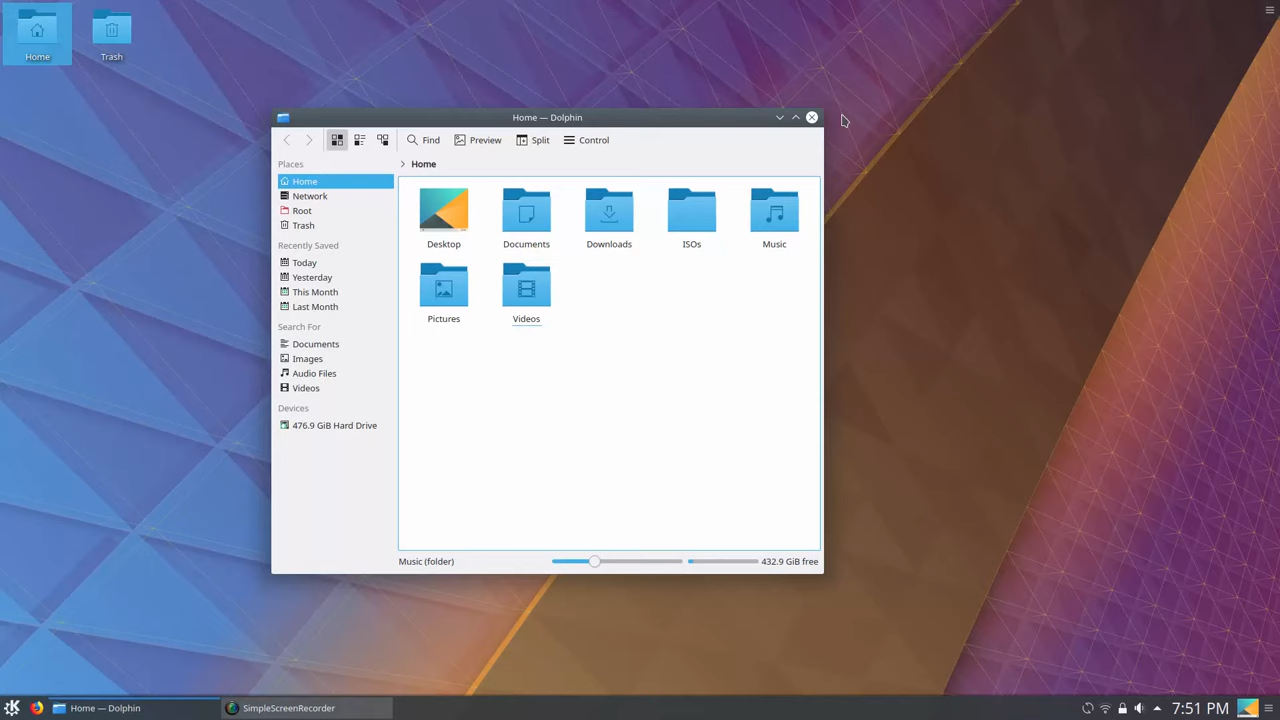 Home
Trash
Home — Dolphin
Find
Preview
Split
Control
Places
Home
Network
Root
Trash
Recently Saved
Today
Yesterday
This Month
Last Month
Search For
Documents
Images
Audio Files
Videos
Devices
476.9 GiB Hard Drive
Home
Desktop
Documents
Downloads
ISOs
Music
Pictures
Videos
Music (folder)
432.9 GiB free
Home — Dolphin
SimpleScreenRecorder
7:51 PM